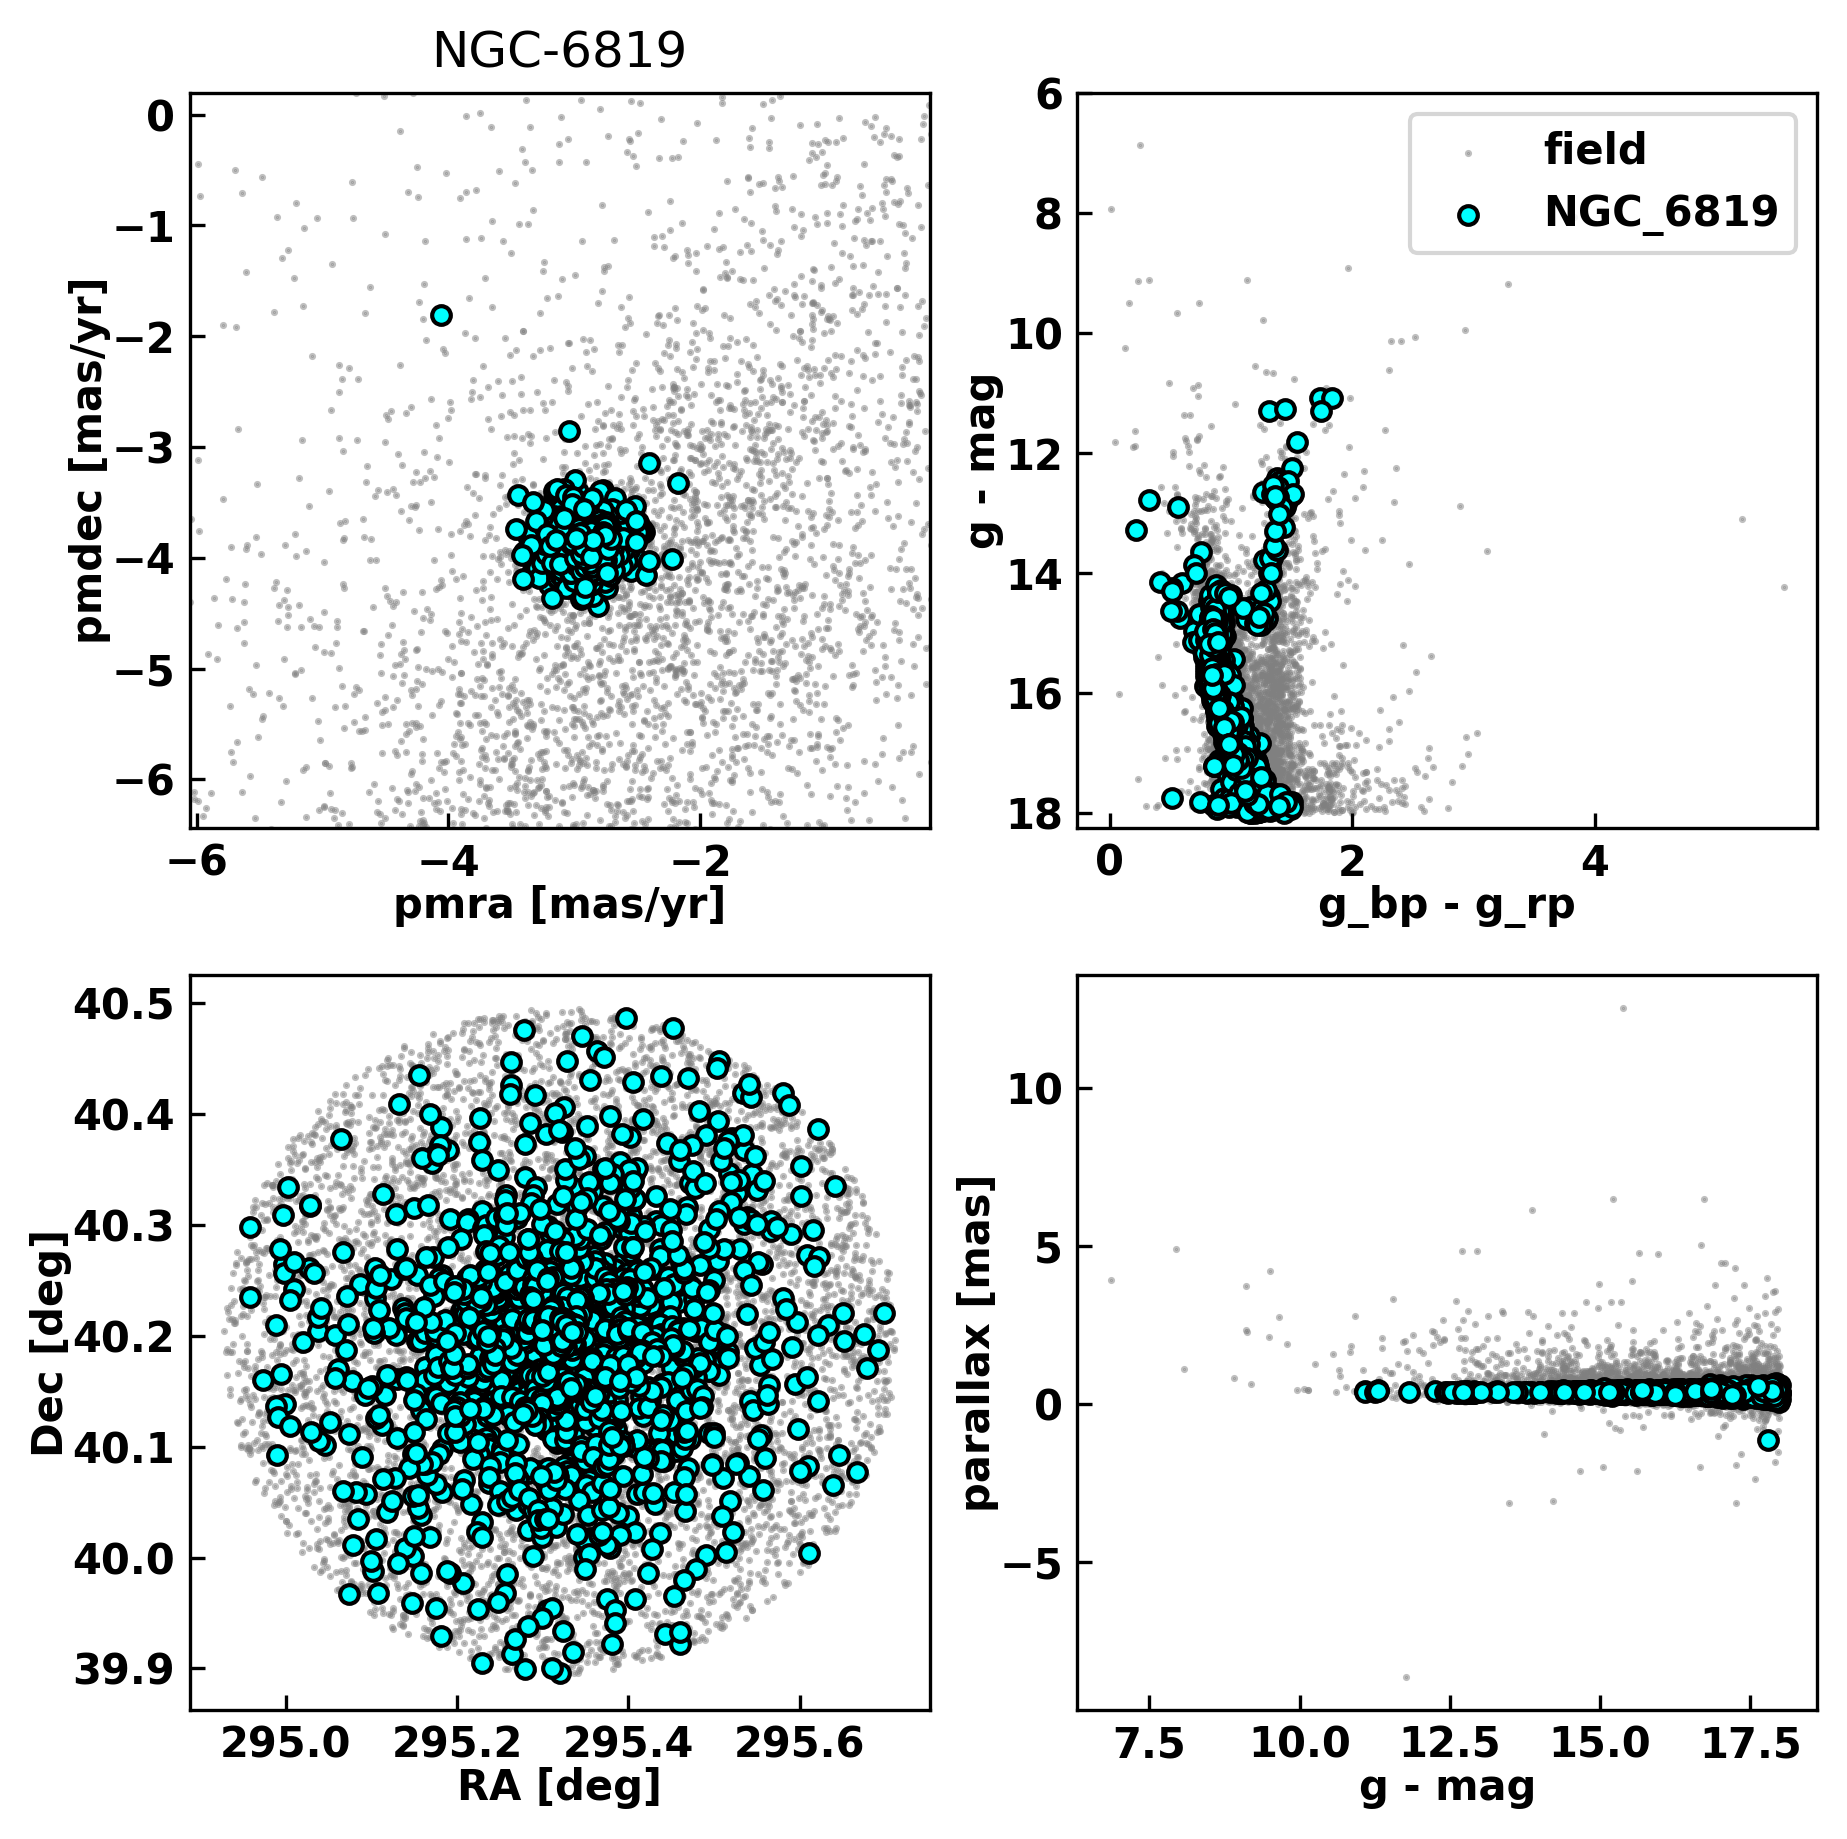 NGC-6819
0
−1
−2
−3
−4
−5
−6
pmdec [mas/yr]
−6 −4 −2
pmra [mas/yr]
6
8
10
12
14
16
18
g - mag
field
NGC_6819
0 2 4
g_bp - g_rp
40.5
40.4
40.3
40.2
40.1
40.0
39.9
Dec [deg]
295.0 295.2 295.4 295.6
RA [deg]
10
5
0
−5
parallax [mas]
7.5 10.0 12.5 15.0 17.5
g - mag